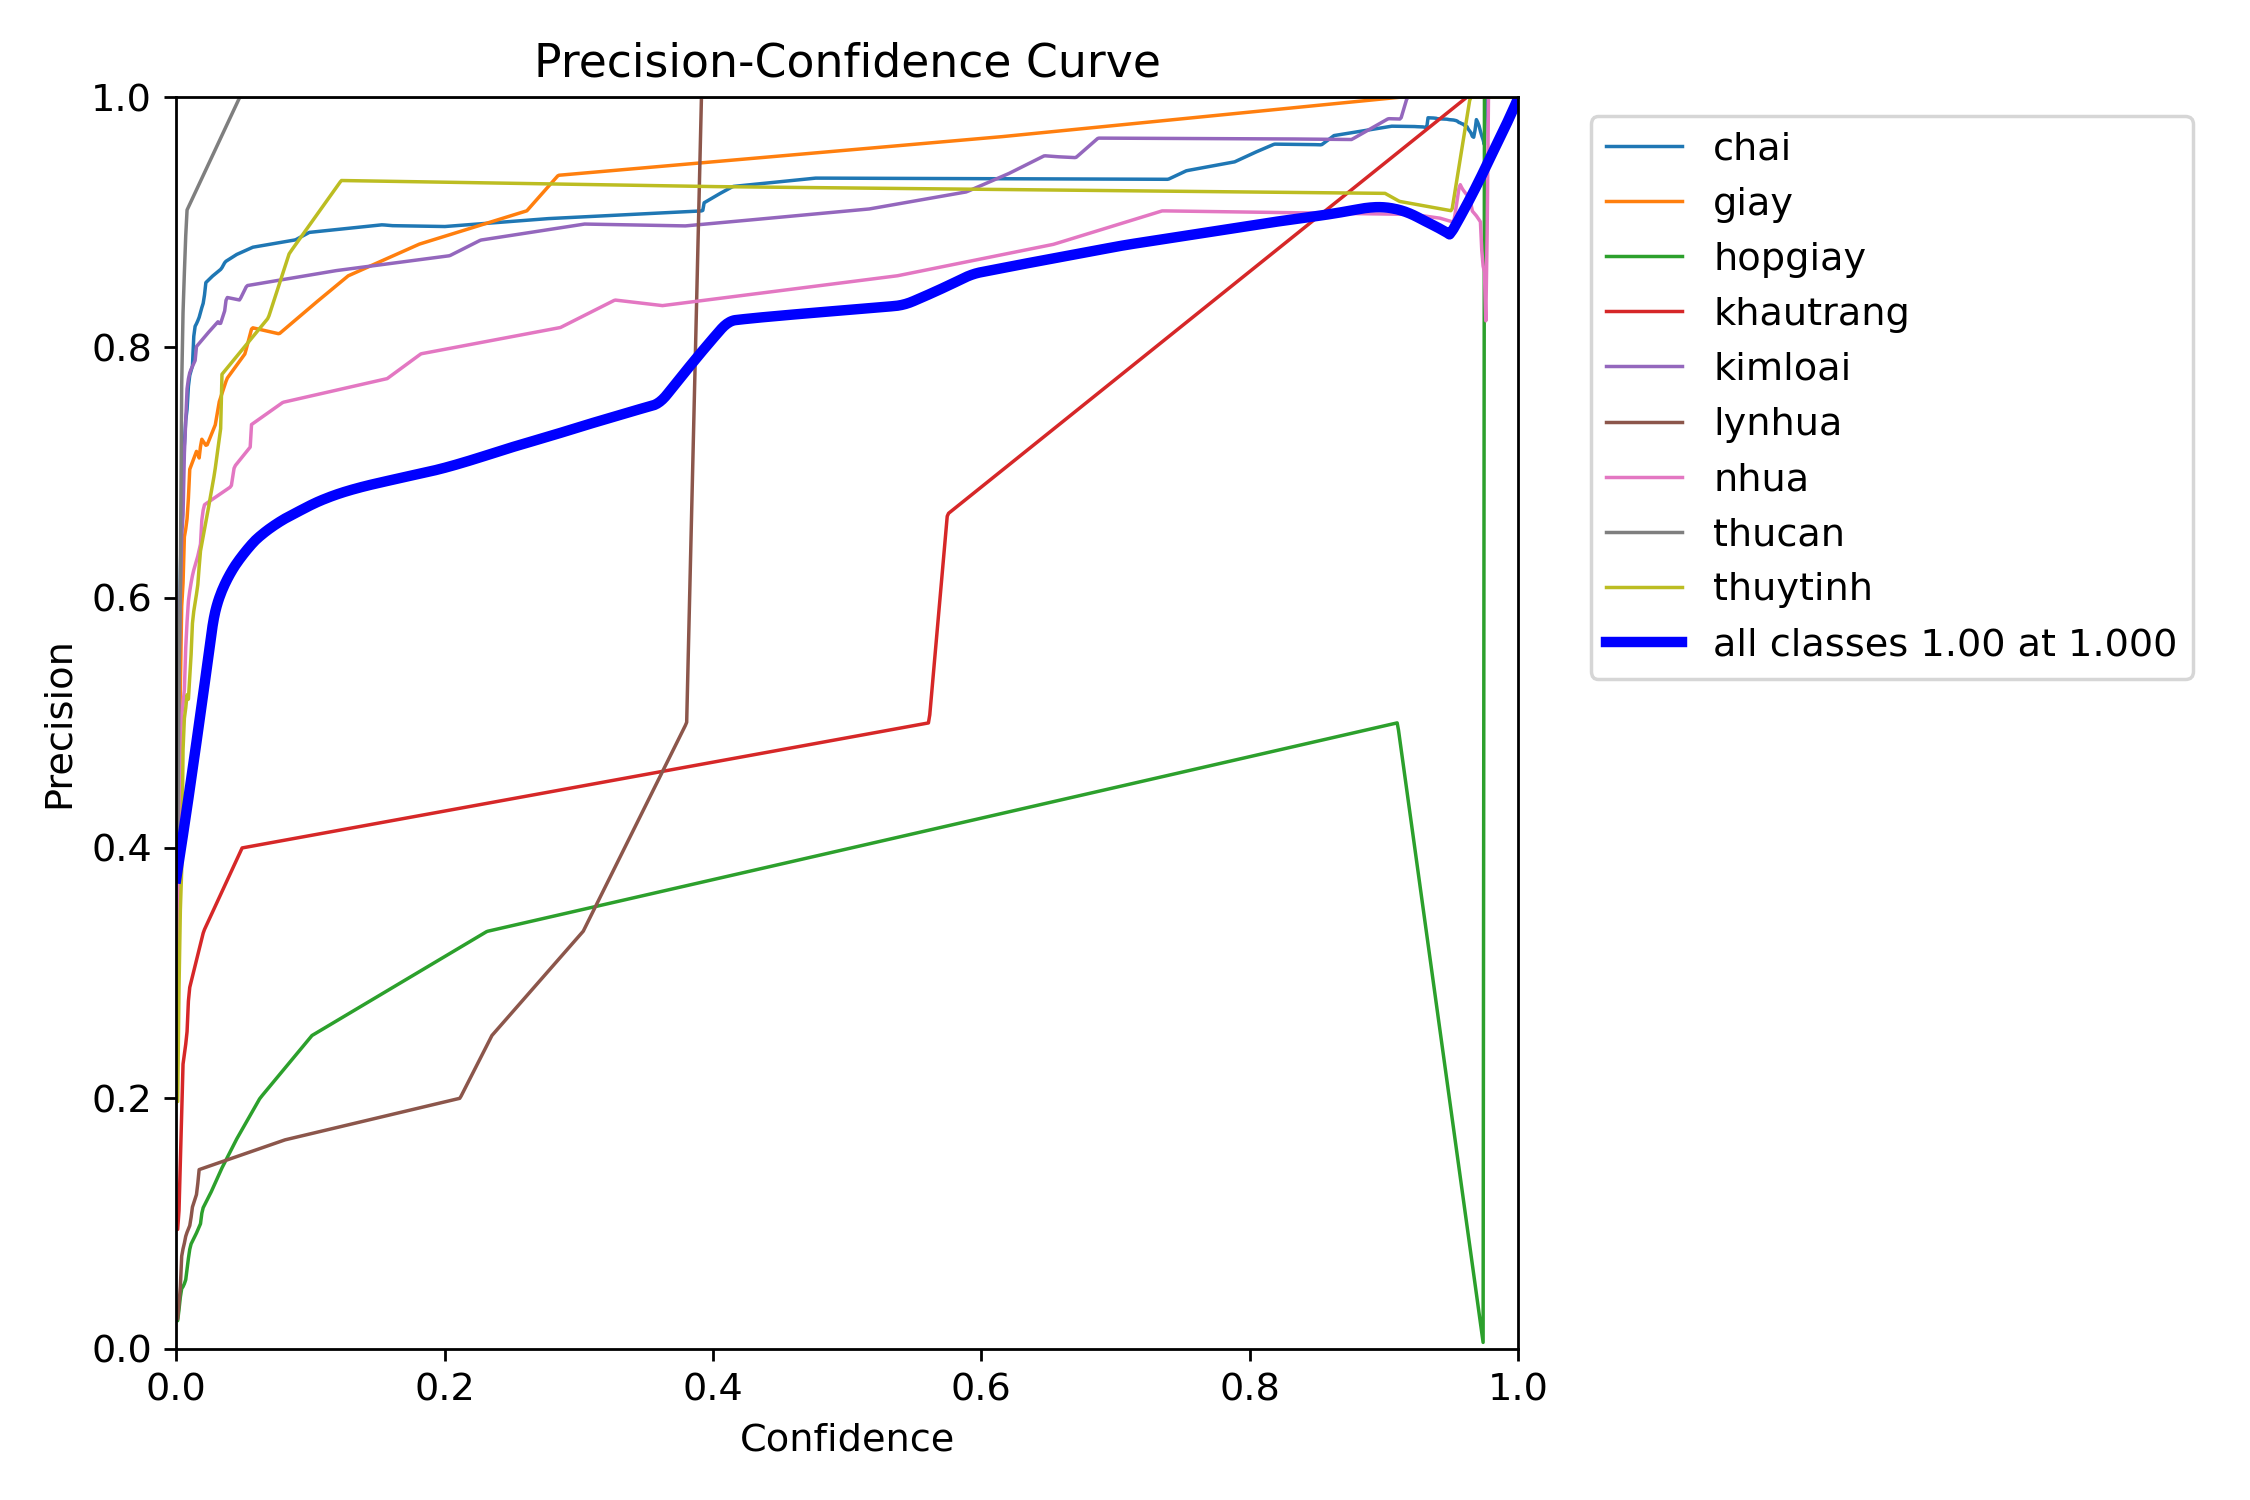 Precision-Confidence Curve
1.0
0.8
0.6
0.4
0.2
0.0
Precision
0.0 0.2 0.4 0.6 0.8 1.0
Confidence
chai
giay
hopgiay
khautrang
kimloai
lynhua
nhua
thucan
thuytinh
all classes 1.00 at 1.000